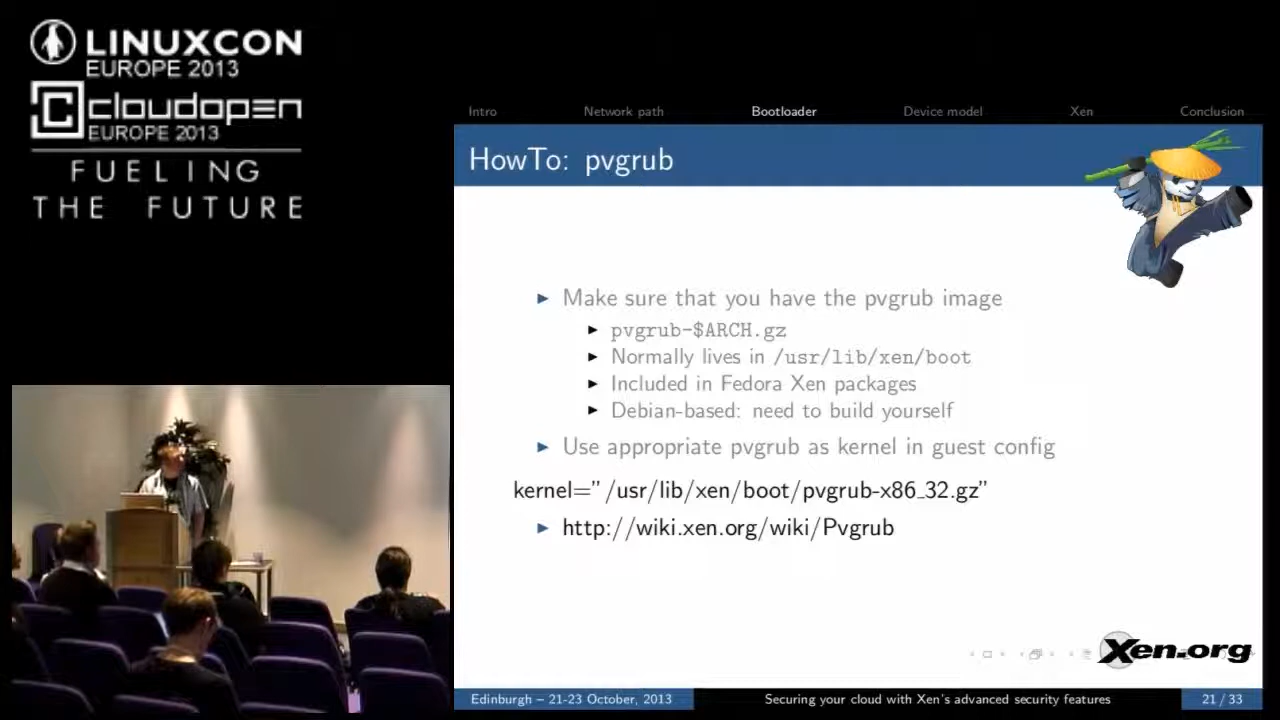 LINUXCON
EUROPE 2013
cloudopen
EUROPE 2013
FUELING
THE FUTURE
Intro Network path Bootloader Device model Xen Conclusion
HowTo: pvgrub
Make sure that you have the pvgrub image
pvgrub-$ARCH.gz
Normally lives in /usr/lib/xen/boot
Included in Fedora Xen packages
Debian-based: need to build yourself
Use appropriate pvgrub as kernel in guest config
kernel="/usr/lib/xen/boot/pvgrub-x86_32.gz"
http://wiki.xen.org/wiki/Pvgrub
Xen.org
Edinburgh – 21-23 October, 2013 Securing your cloud with Xen's advanced security features 21 / 33